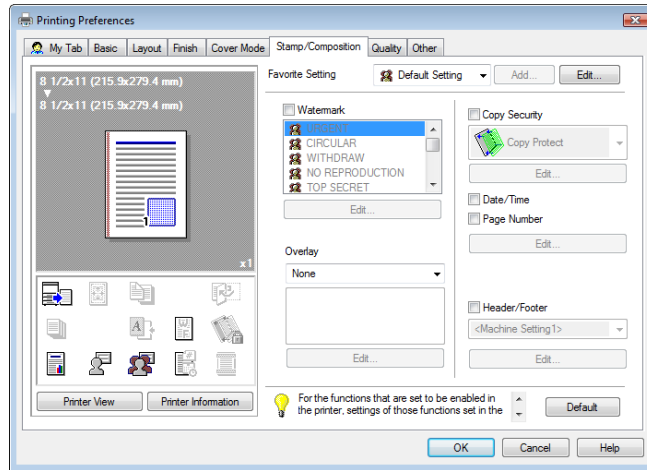 Printing Preferences
My Tab
Basic
Layout
Finish
Cover Mode
Stamp/Composition
Quality
Other
8 1/2x11 (215.9x279.4 mm)
8 1/2x11 (215.9x279.4 mm)
1
x1
Printer View
Printer Information
Favorite Setting
Default Setting
Add...
Edit...
Watermark
URGENT
CIRCULAR
WITHDRAW
NO REPRODUCTION
TOP SECRET
Edit...
Overlay
None
Edit...
Copy Security
Copy Protect
Edit...
Date/Time
Page Number
Edit...
Header/Footer
<Machine Setting1>
Edit...
For the functions that are set to be enabled in
the printer, settings of those functions set in the
Default
OK
Cancel
Help